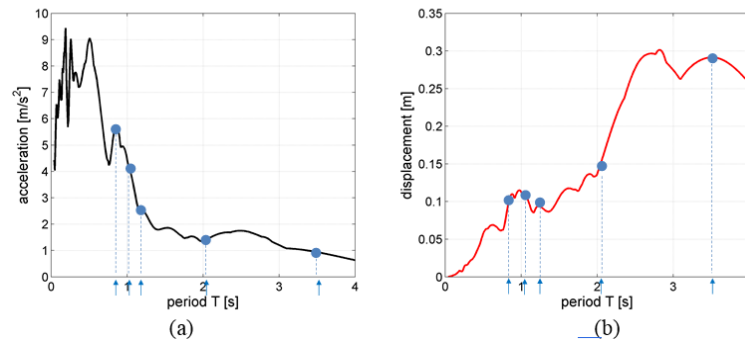 10
9
8
7
6
5
4
3
2
1
0
0 1 2 3 4
acceleration [m/s²]
period T [s]
(a)
0.35
0.3
0.25
0.2
0.15
0.1
0.05
0
0 1 2 3
displacement [m]
period T [s]
(b)